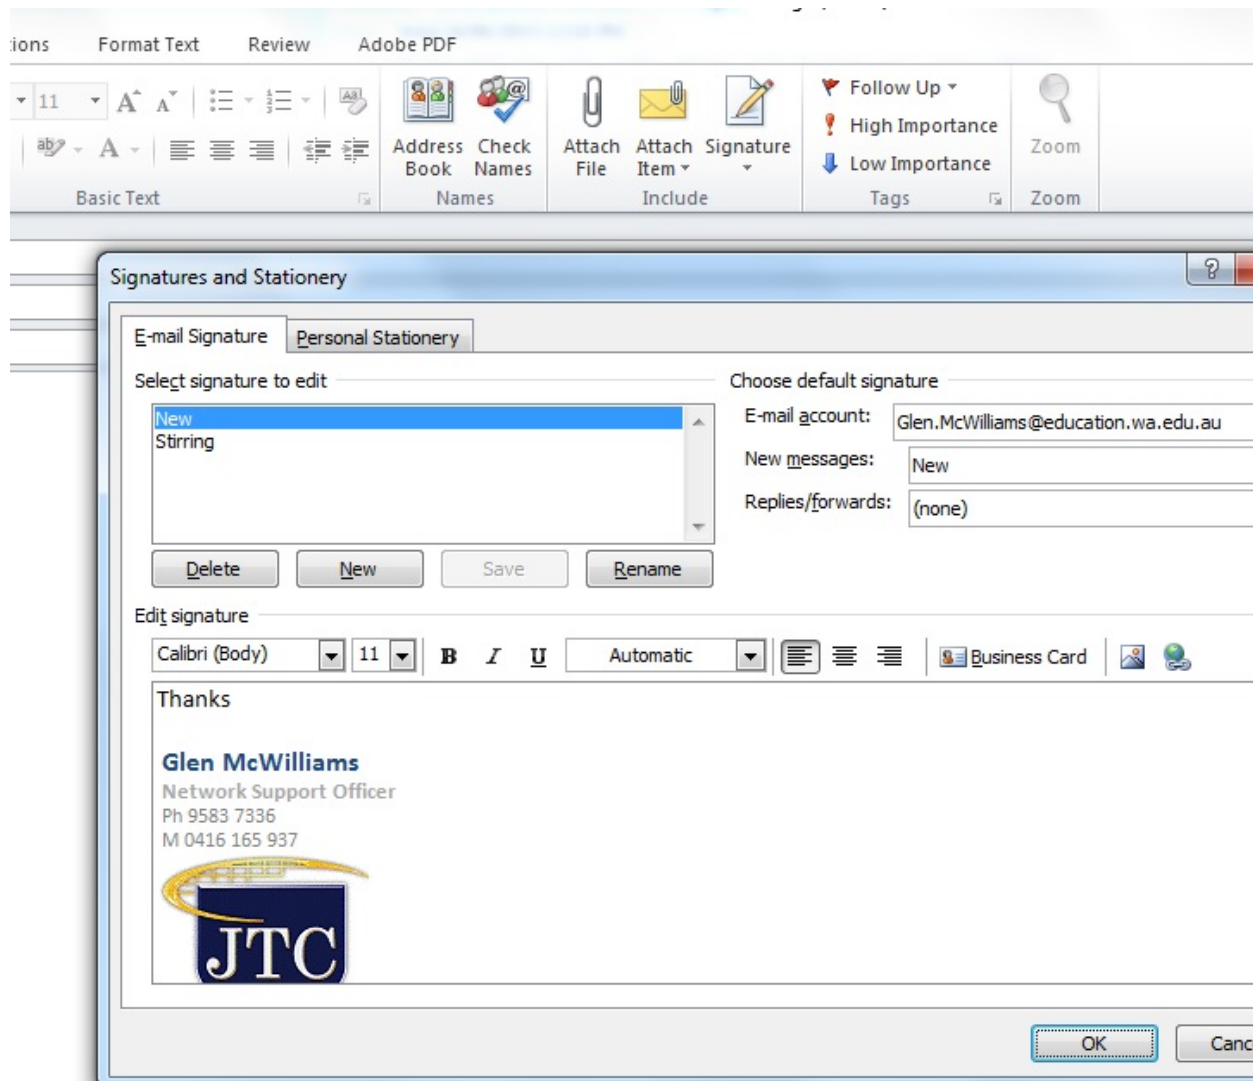 Format Text Review Adobe PDF
11
Address Book
Check Names
Attach File
Attach Item
Signature
Follow Up
High Importance
Low Importance
Zoom
Basic Text Names Include Tags Zoom
Signatures and Stationery
E-mail Signature Personal Stationery
Select signature to edit
New
Stirring
Delete New Save Rename
Choose default signature
E-mail account: Glen.McWilliams@education.wa.edu.au
New messages: New
Replies/forwards: (none)
Edit signature
Calibri (Body) 11 B I U Automatic Business Card
Thanks
Glen McWilliams
Network Support Officer
Ph 9583 7336
M 0416 165 937
JTC
OK